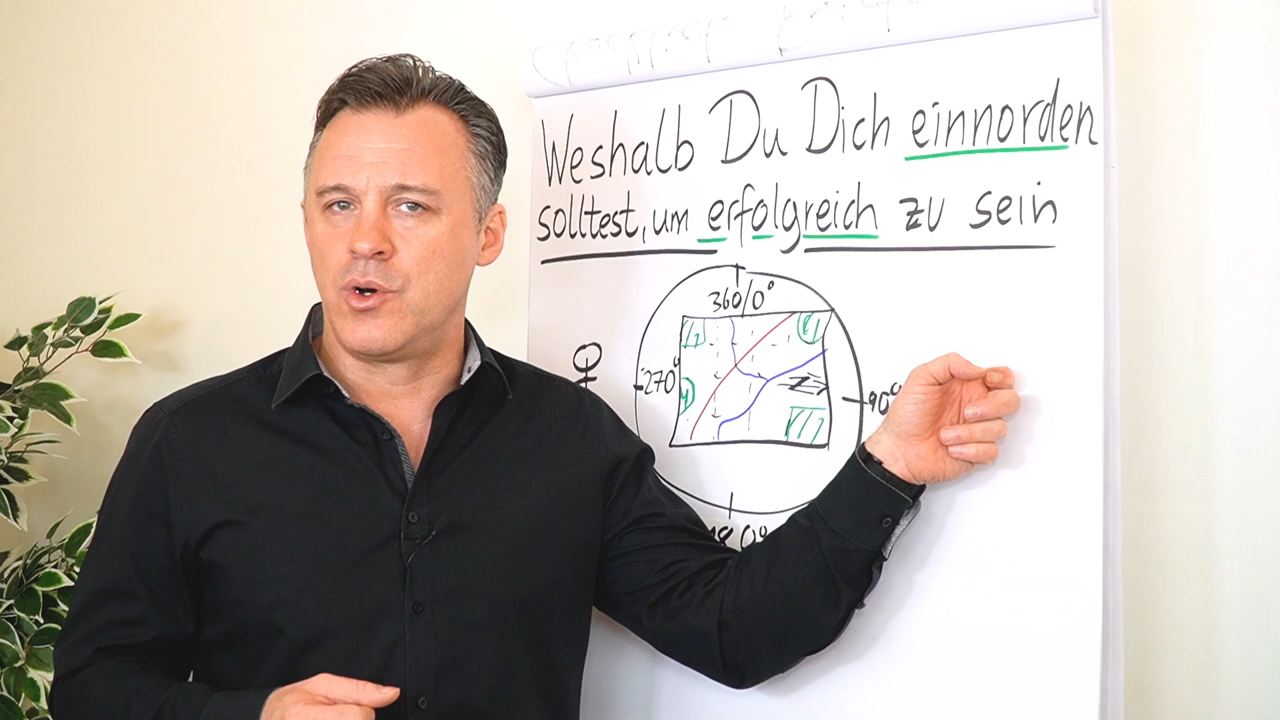 Weshalb Du Dich einnorden
solltest, um erfolgreich zu sein
360/0°
270° 90°
180°